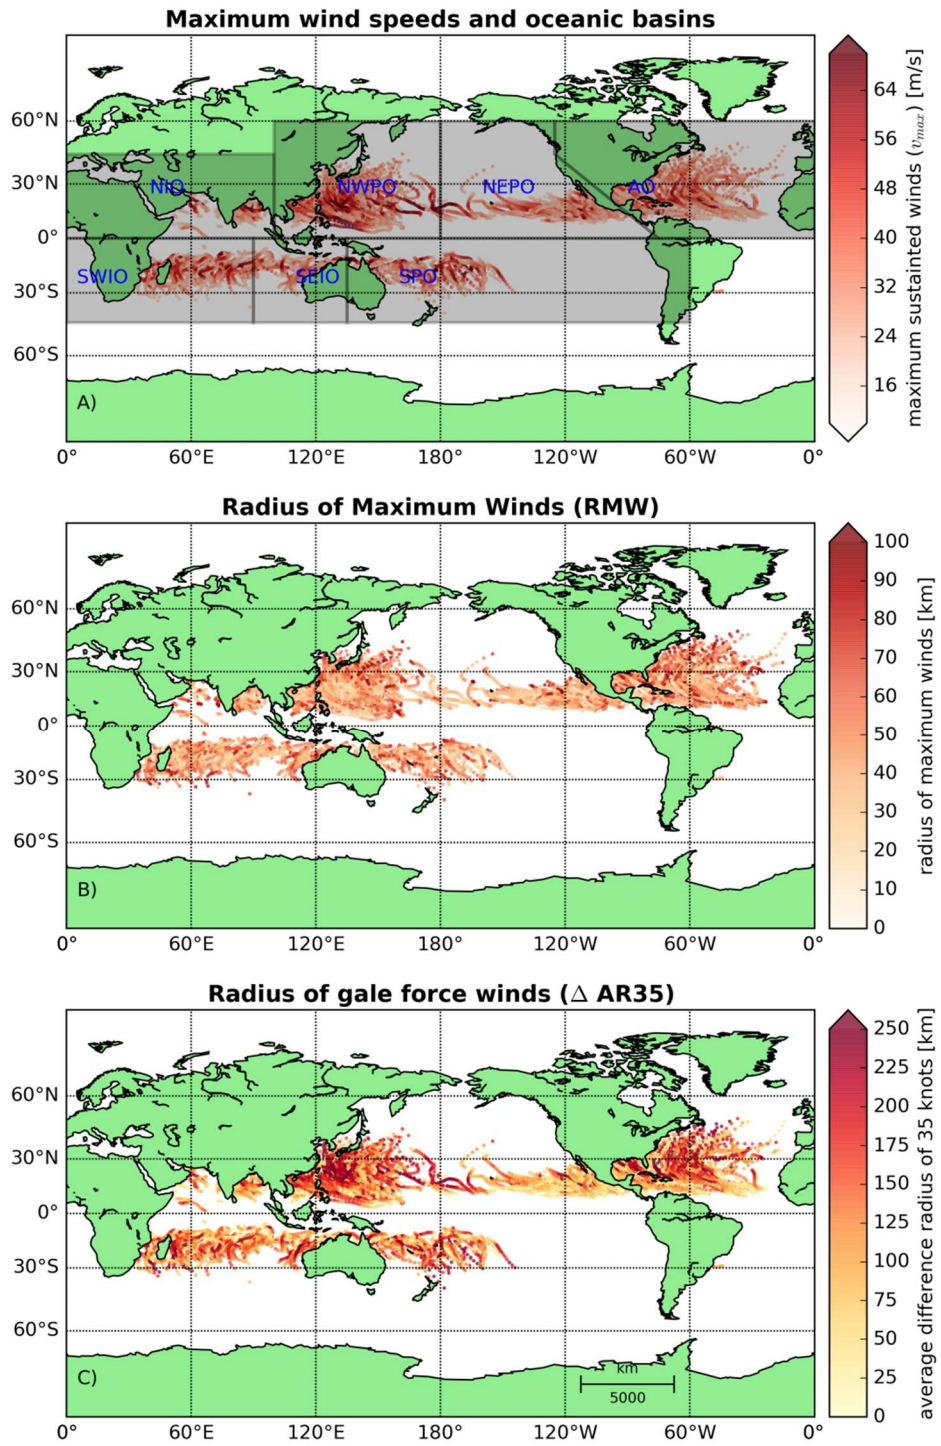 Maximum wind speeds and oceanic basins
60°N
30°N
0°
30°S
60°S
NIO
NWPO
NEPO
AO
SWIO
SEIO
SPO
A)
0°
60°E
120°E
180°
120°W
60°W
0°
64
56
48
40
32
24
16
maximum sustainted winds (vmax) [m/s]
Radius of Maximum Winds (RMW)
60°N
30°N
0°
30°S
60°S
B)
0°
60°E
120°E
180°
120°W
60°W
0°
100
90
80
70
60
50
40
30
20
10
0
radius of maximum winds [km]
Radius of gale force winds (Δ AR35)
60°N
30°N
0°
30°S
60°S
C)
km
5000
0°
60°E
120°E
180°
120°W
60°W
0°
250
225
200
175
150
125
100
75
50
25
0
average difference radius of 35 knots [km]